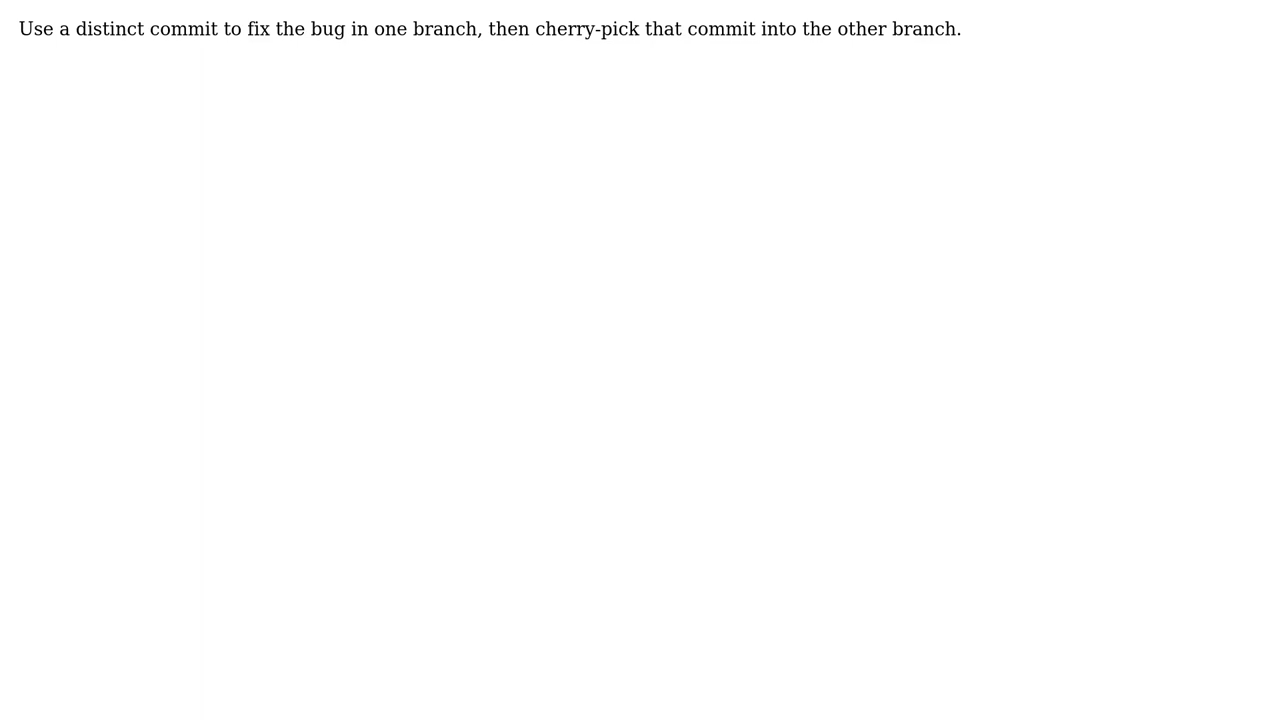 Use a distinct commit to fix the bug in one branch, then cherry-pick that commit into the other branch.